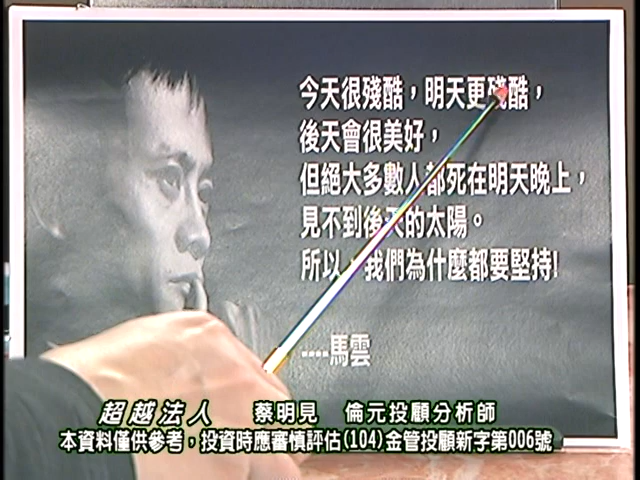 今天很殘酷，明天更殘酷，
後天會很美好，
但絕大多數人都死在明天晚上，
見不到後天的太陽。
所以，我們為什麼都要堅持!
----馬雲
超越法人 蔡明見 倫元投顧分析師
本資料僅供參考，投資時應審慎評估(104)金管投顧新字第006號